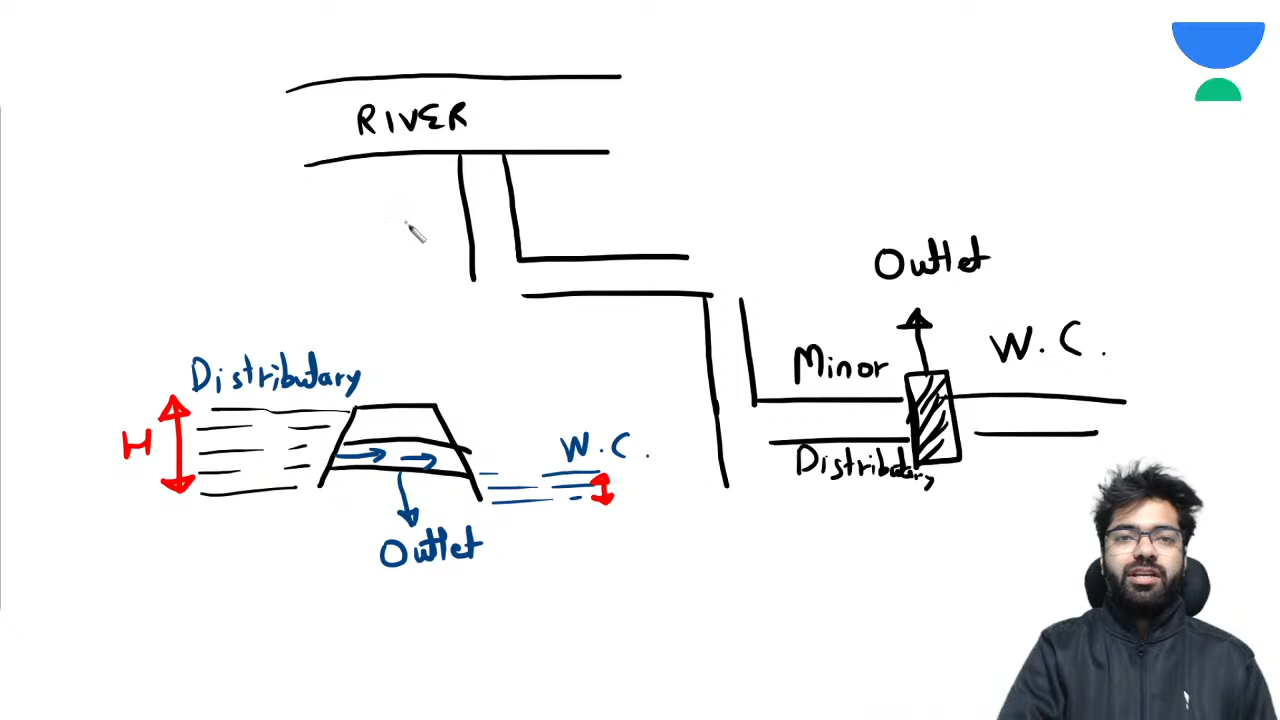 RIVER
Outlet
W.C.
Minor
Distributary
Distributary
H
W.C.
Outlet